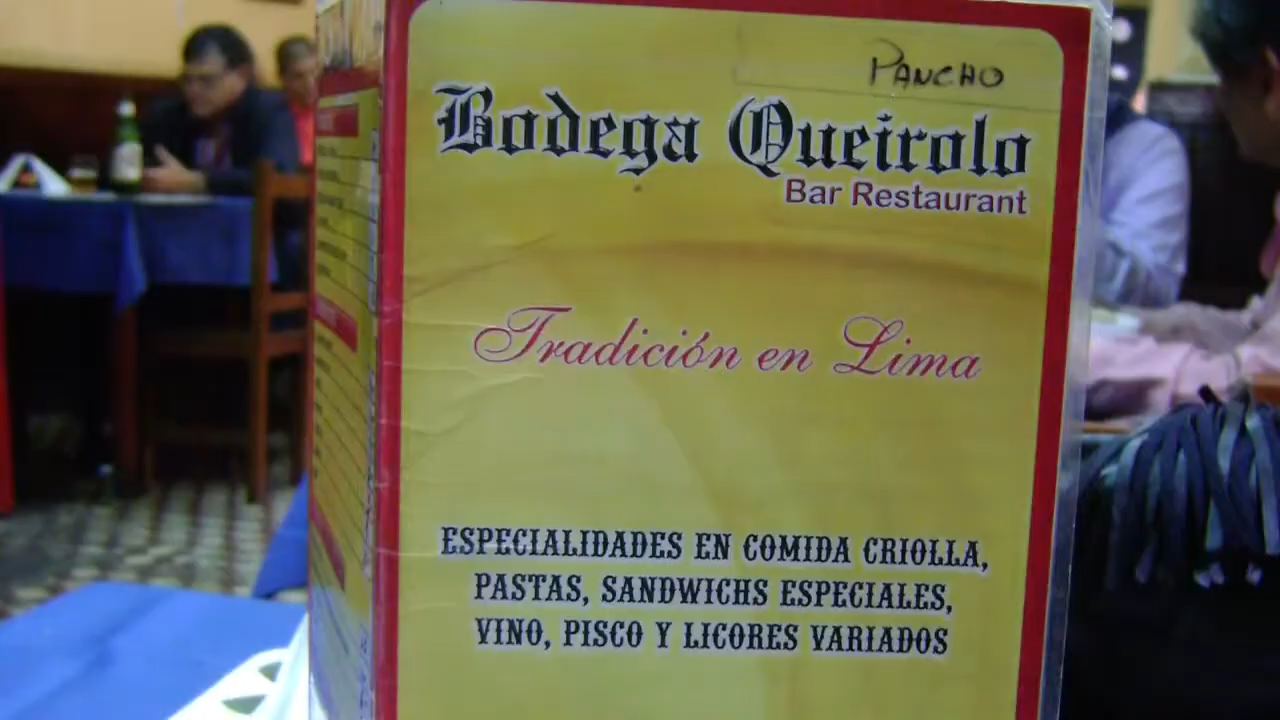 PANCHO
Bodega Queirolo
Bar Restaurant
Tradición en Lima
ESPECIALIDADES EN COMIDA CRIOLLA,
PASTAS, SANDWICHS ESPECIALES,
VINO, PISCO Y LICORES VARIADOS